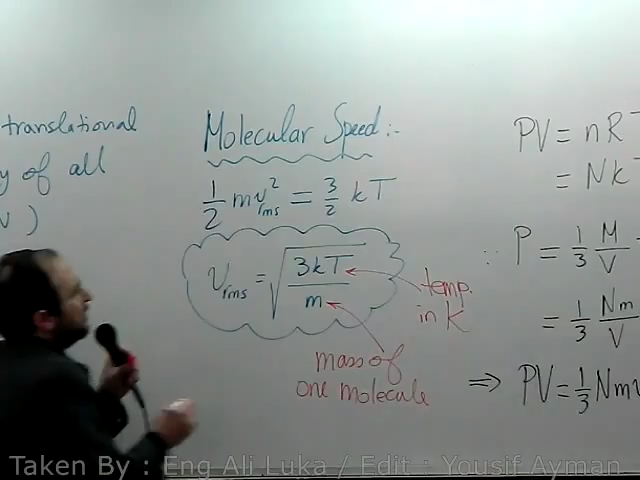 translational
y of all
)
Molecular Speed :-
1/2 m v²rms = 3/2 kT
vrms = √(3kT/m)
temp.
in K
mass of
one molecule
PV = nR
= Nk
∴ P = 1/3 M/V
= 1/3 Nm/V
⇒ PV = 1/3 Nm
Taken By : Eng Ali Luka / Edit : Yousif Ayman